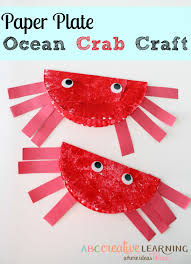 Paper Plate
Ocean Crab Craft
ABC Creative Learning